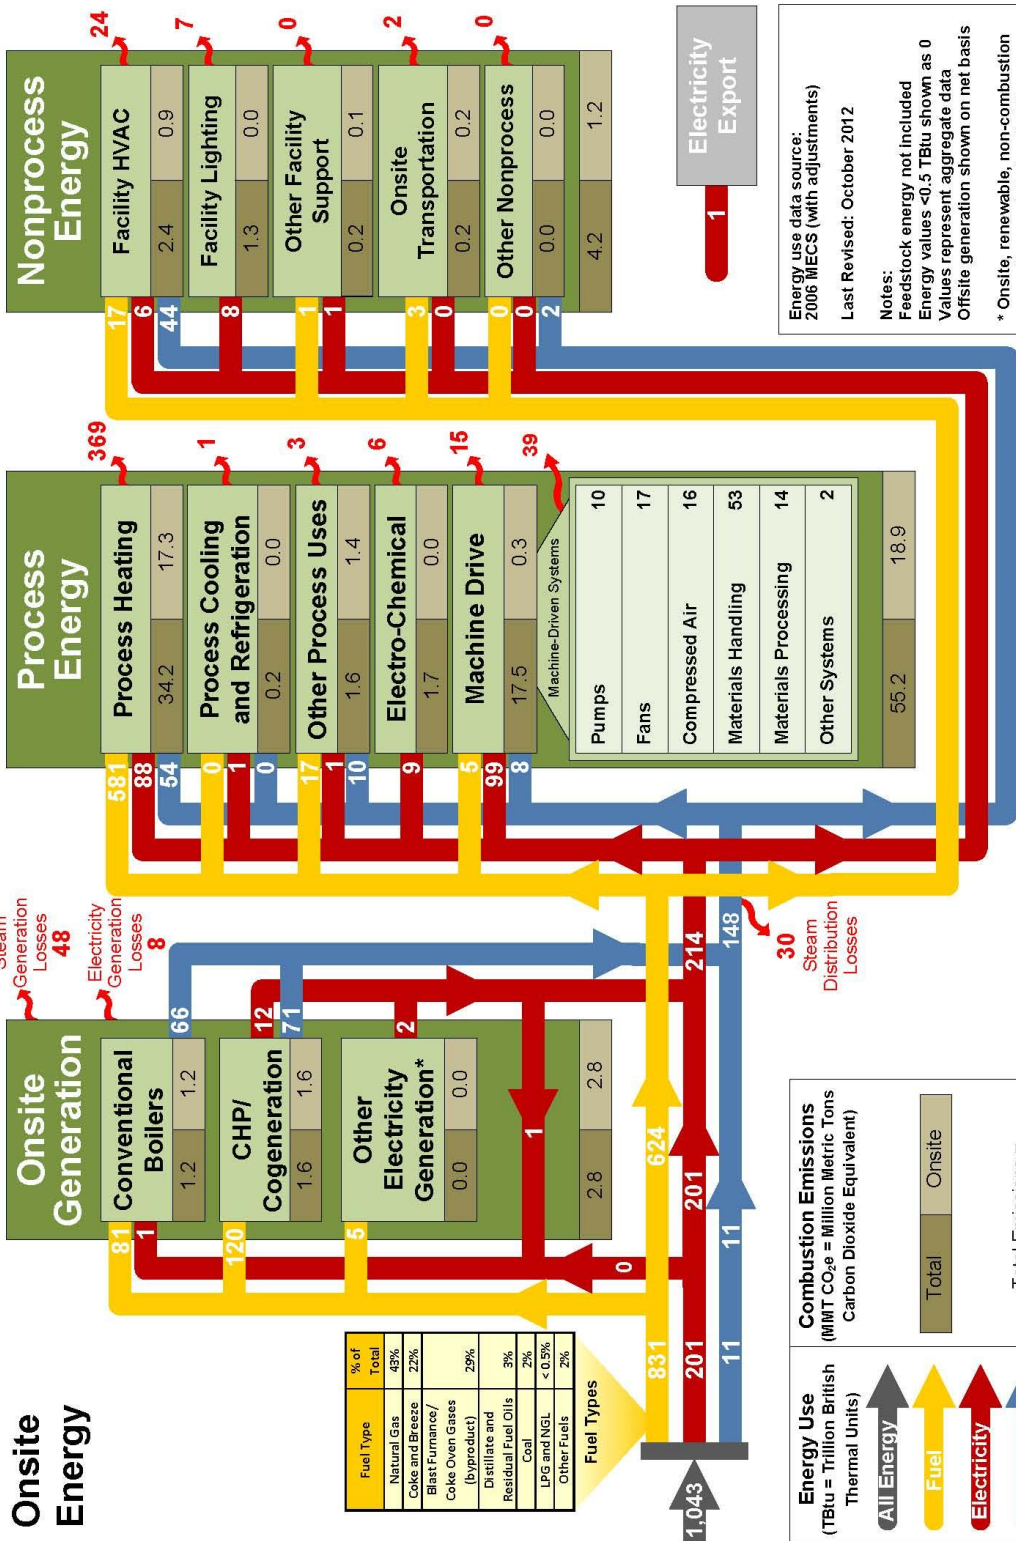 Onsite
Energy
Onsite
Generation
Conventional
Boilers
1.2
1.2
CHP/
Cogeneration
1.6
1.6
Other
Electricity
Generation*
0.0
0.0
2.8
2.8
81
1
120
5
66
12
71
2
1
0
Generation
Losses
48
Electricity
Generation
Losses
8
Process
Energy
Process Heating
34.2
17.3
Process Cooling
and Refrigeration
0.2
0.0
Other Process Uses
1.6
1.4
Electro-Chemical
1.7
0.0
Machine Drive
17.5
0.3
Machine-Driven Systems
Pumps 10
Fans 17
Compressed Air 16
Materials Handling 53
Materials Processing 14
Other Systems 2
55.2
18.9
581
88
54
0
1
0
17
1
10
9
5
99
8
369
1
3
6
15
39
Nonprocess
Energy
Facility HVAC
2.4
0.9
Facility Lighting
1.3
0.0
Other Facility
Support
0.2
0.1
Onsite
Transportation
0.2
0.2
Other Nonprocess
0.0
0.0
4.2
1.2
17
6
44
8
1
1
3
0
0
0
2
24
7
0
2
0
Fuel Type % of
Total
Natural Gas 43%
Coke and Breeze 22%
Blast Furnance/
Coke Oven Gases
(byproduct) 29%
Distillate and
Residual Fuel Oils 3%
Coal 2%
LPG and NGL < 0.5%
Other Fuels 2%
Fuel Types
1,043
831
624
201
201
214
11
11
148
30
Steam
Distribution
Losses
1
Electricity
Export
Energy Use
(TBtu = Trillion British
Thermal Units)
All Energy
Fuel
Electricity
Combustion Emissions
(MMT CO₂e = Million Metric Tons
Carbon Dioxide Equivalent)
Total
Onsite
Energy use data source:
2006 MECS (with adjustments)
Last Revised: October 2012
Notes:
Feedstock energy not included
Energy values <0.5 TBtu shown as 0
Values represent aggregate data
Offsite generation shown on net basis
* Onsite, renewable, non-combustion